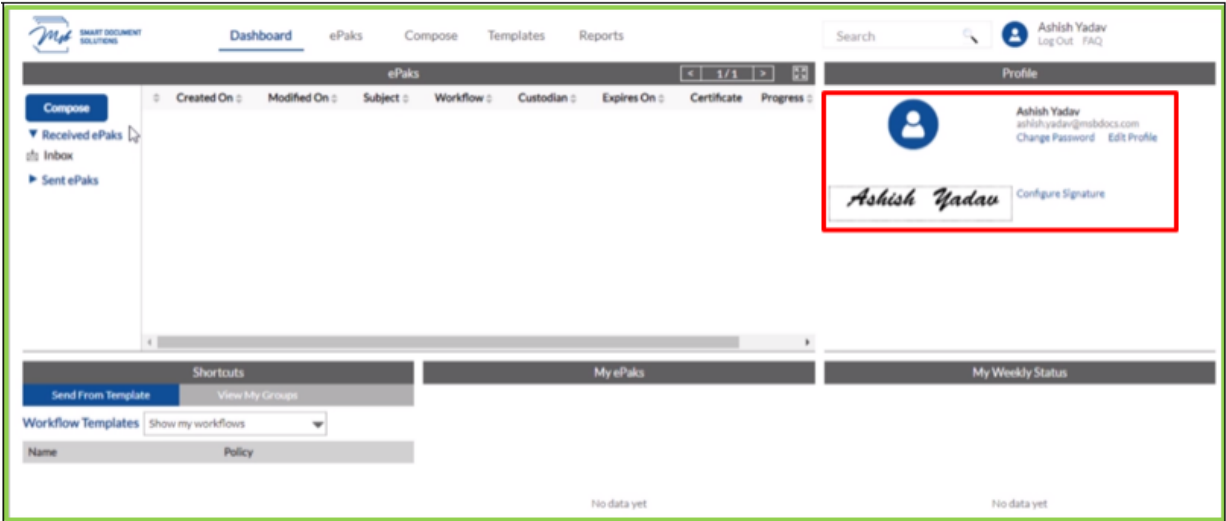 Msb SMART DOCUMENT
SOLUTIONS
Dashboard ePaks Compose Templates Reports
Search
Ashish Yadav
Log Out FAQ
ePaks
< 1/1 >
Profile
Compose
Created On Modified On Subject Workflow Custodian Expires On Certificate Progress
Received ePaks
Inbox
Sent ePaks
Ashish Yadav
ashish.yadav@msbdocs.com
Change Password Edit Profile
Ashish Yadav
Configure Signature
Shortcuts
Send From Template View My Groups
Workflow Templates Show my workflows
Name Policy
My ePaks
No data yet
My Weekly Status
No data yet